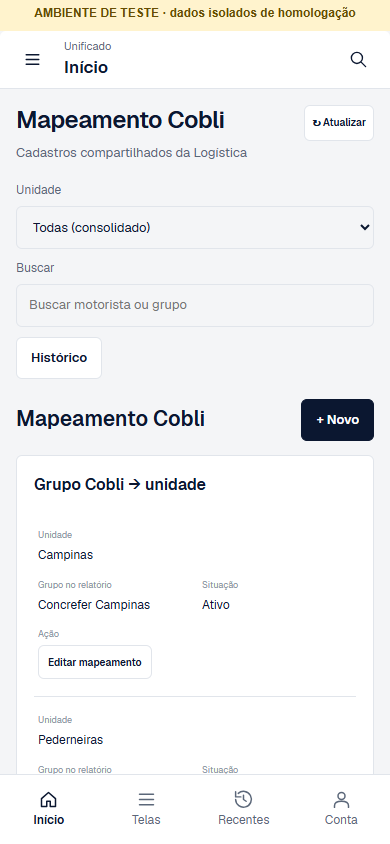 AMBIENTE DE TESTE · dados isolados de homologação
Unificado
Início
Mapeamento Cobli
↻ Atualizar
Cadastros compartilhados da Logística
Unidade
Todas (consolidado)
Buscar
Buscar motorista ou grupo
Histórico
Mapeamento Cobli
+ Novo
Grupo Cobli → unidade
Unidade
Campinas
Grupo no relatório Situação
Concrefer Campinas Ativo
Ação
Editar mapeamento
Unidade
Pederneiras
Grupo no relatório Situação
Início Telas Recentes Conta